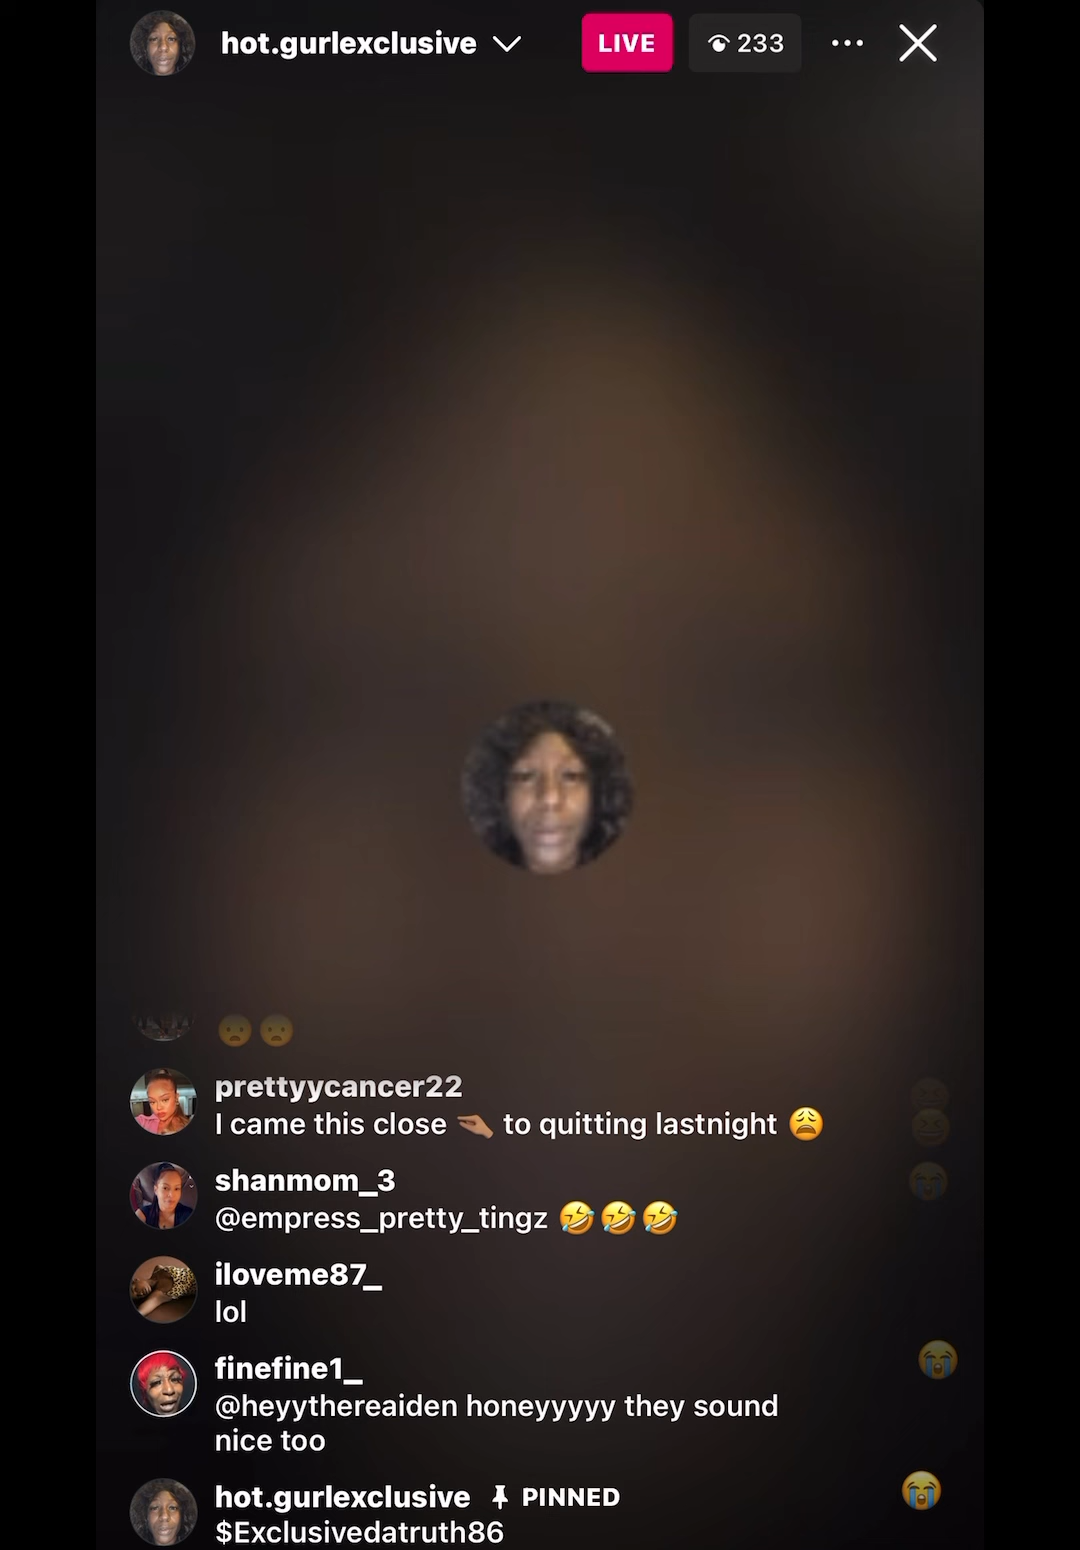 hot.gurlexclusive
LIVE
233
prettyycancer22
I came this close 🤏🏽 to quitting lastnight 😩
shanmom_3
@empress_pretty_tingz 🤣🤣🤣
iloveme87_
lol
finefine1_
@heyythereaiden honeyyyyy they sound
nice too
hot.gurlexclusive PINNED
$Exclusivedatruth86